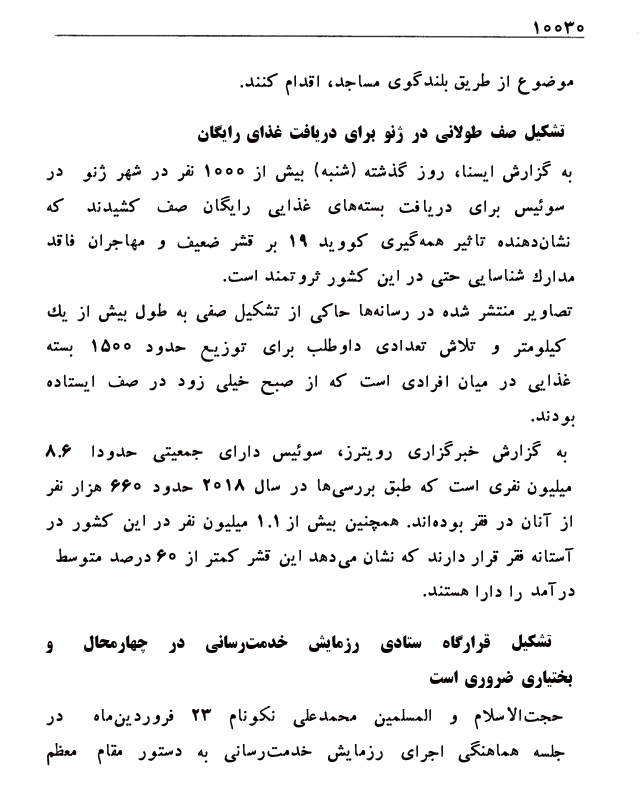 ۱۰۰۳۰
موضوع از طریق بلندگوی مساجد، اقدام کنند.
تشکیل صف طولانی در ژنو برای دریافت غذای رایگان
به گزارش ایسنا، روز گذشته (شنبه) بیش از ۱۰۰۰ نفر در شهر ژنو در
سوئیس برای دریافت بسته‌های غذایی رایگان صف کشیدند که
نشان‌دهنده تاثیر همه‌گیری کووید ۱۹ بر قشر ضعیف و مهاجران فاقد
مدارك شناسایی حتی در این کشور ثروتمند است.
تصاویر منتشر شده در رسانه‌ها حاکی از تشکیل صفی به طول بیش از یك
کیلومتر و تلاش تعدادی داوطلب برای توزیع حدود ۱۵۰۰ بسته
غذایی در میان افرادی است که از صبح خیلی زود در صف ایستاده
بودند.
به گزارش خبرگزاری رویترز، سوئیس دارای جمعیتی حدودا ۸.۶
میلیون نفری است که طبق بررسی‌ها در سال ۲۰۱۸ حدود ۶۶۰ هزار نفر
از آنان در فقر بوده‌اند. همچنین بیش از ۱.۱ میلیون نفر در این کشور در
آستانه فقر قرار دارند که نشان می‌دهد این قشر کمتر از ۶۰ درصد متوسط
درآمد را دارا هستند.
تشکیل قرارگاه ستادی رزمایش خدمت‌رسانی در چهارمحال و
بختیاری ضروری است
حجت‌الاسلام و المسلمین محمدعلی نکونام ۲۳ فروردین‌ماه در
جلسه هماهنگی اجرای رزمایش خدمت‌رسانی به دستور مقام معظم